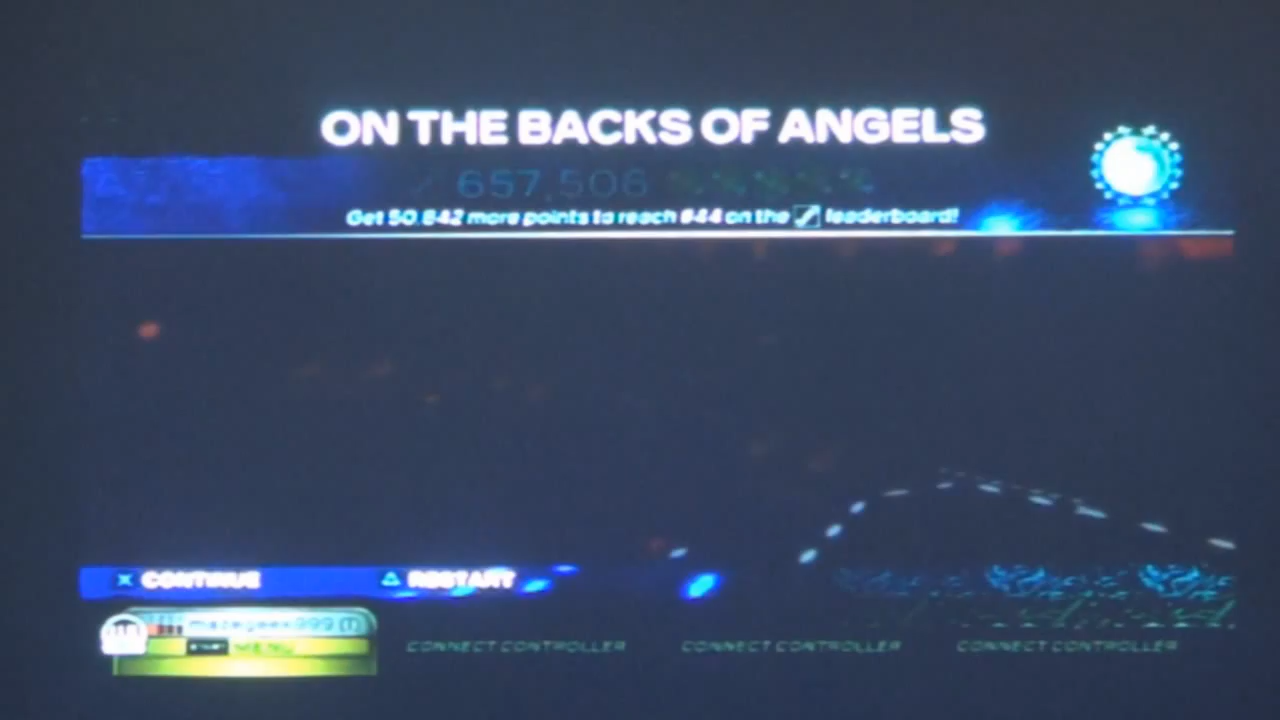 ON THE BACKS OF ANGELS
657,506
Get 50,842 more points to reach #44 on the leaderboard!
CONTINUE
RESTART
CONNECT CONTROLLER
CONNECT CONTROLLER
CONNECT CONTROLLER